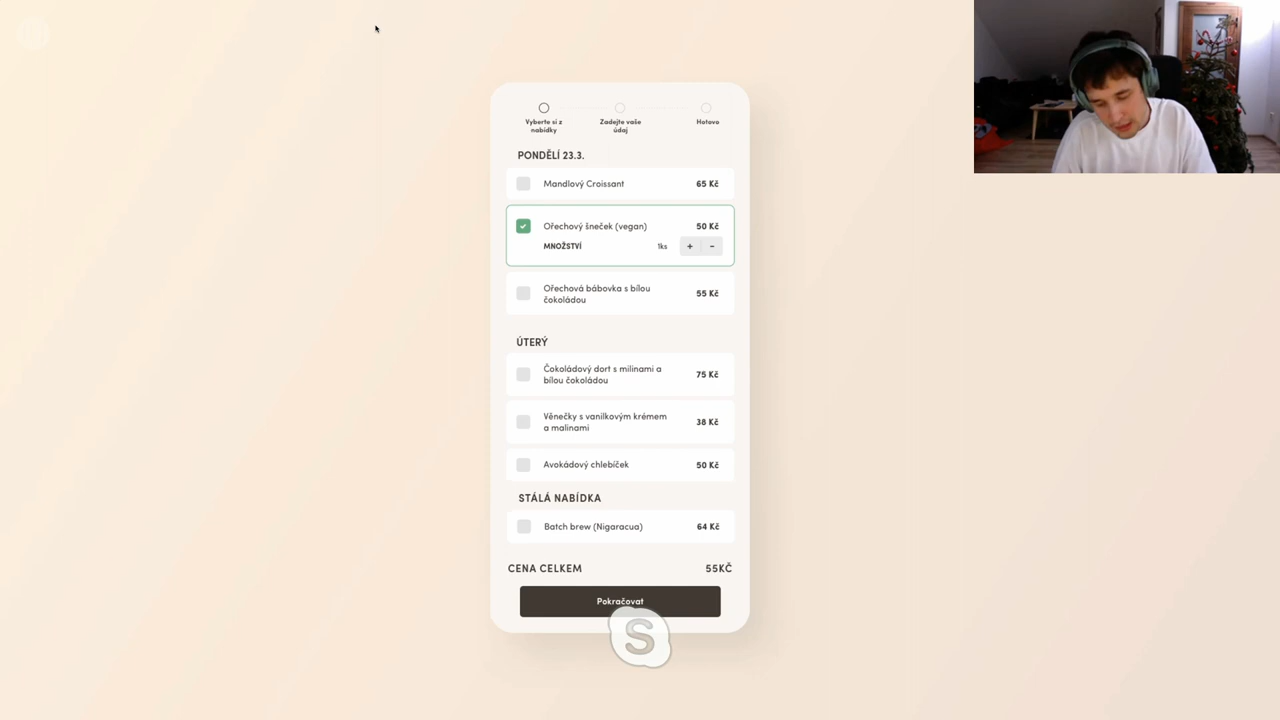 Vyberte si z
nabídky
Zadejte vaše
údaj
Hotovo
PONDĚLÍ 23.3.
Mandlový Croissant 65 Kč
Ořechový šneček (vegan) 50 Kč
MNOŽSTVÍ 1ks + -
Ořechová bábovka s bílou
čokoládou 55 Kč
ÚTERÝ
Čokoládový dort s milinami a
bílou čokoládou 75 Kč
Věnečky s vanilkovým krémem
a malinami 38 Kč
Avokádový chlebíček 50 Kč
STÁLÁ NABÍDKA
Batch brew (Nigaracua) 64 Kč
CENA CELKEM 55KČ
Pokračovat
S